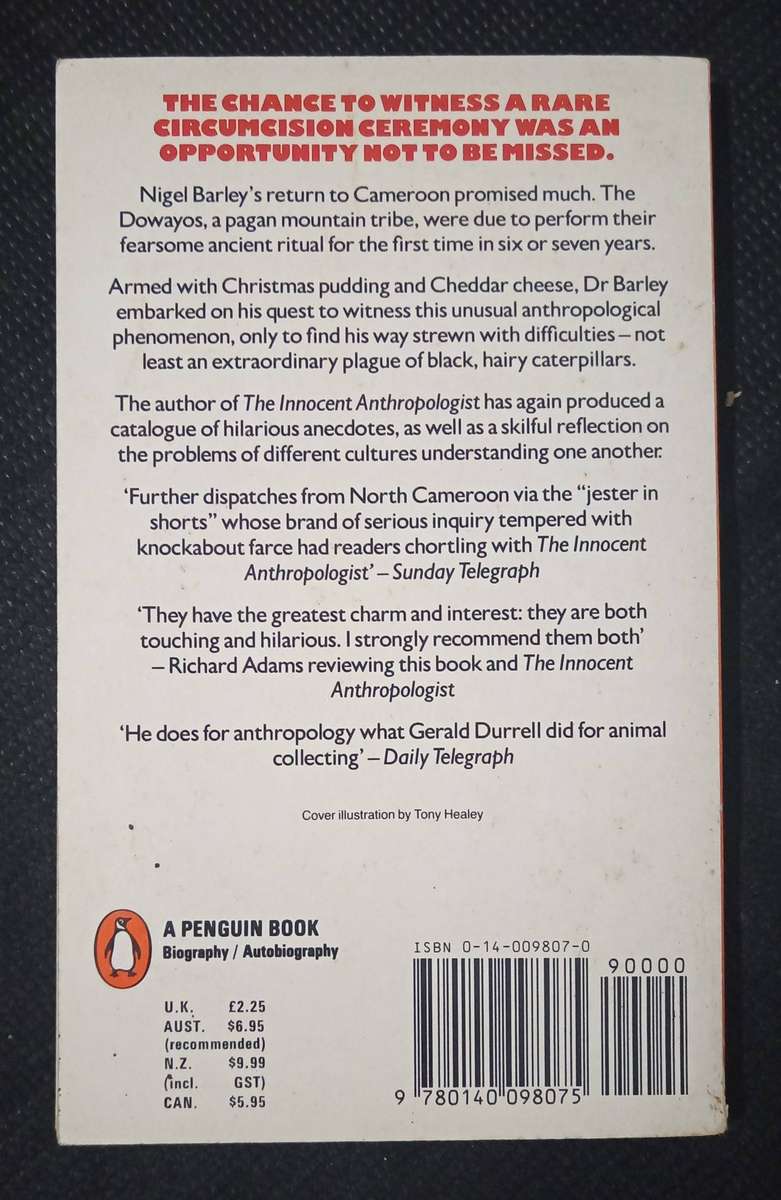 THE CHANCE TO WITNESS A RARE
CIRCUMCISION CEREMONY WAS AN
OPPORTUNITY NOT TO BE MISSED.
Nigel Barley's return to Cameroon promised much. The
Dowayos, a pagan mountain tribe, were due to perform their
fearsome ancient ritual for the first time in six or seven years.
Armed with Christmas pudding and Cheddar cheese, Dr Barley
embarked on his quest to witness this unusual anthropological
phenomenon, only to find his way strewn with difficulties – not
least an extraordinary plague of black, hairy caterpillars.
The author of The Innocent Anthropologist has again produced a
catalogue of hilarious anecdotes, as well as a skilful reflection on
the problems of different cultures understanding one another.
‘Further dispatches from North Cameroon via the “jester in
shorts” whose brand of serious inquiry tempered with
knockabout farce had readers chortling with The Innocent
Anthropologist’ – Sunday Telegraph
‘They have the greatest charm and interest: they are both
touching and hilarious. I strongly recommend them both’
– Richard Adams reviewing this book and The Innocent
Anthropologist
‘He does for anthropology what Gerald Durrell did for animal
collecting’ – Daily Telegraph
Cover illustration by Tony Healey
A PENGUIN BOOK
Biography / Autobiography
U.K. £2.25
AUST. $6.95
(recommended)
N.Z. $9.99
(incl. GST)
CAN. $5.95
ISBN 0-14-009807-0
90000
9 780140 098075